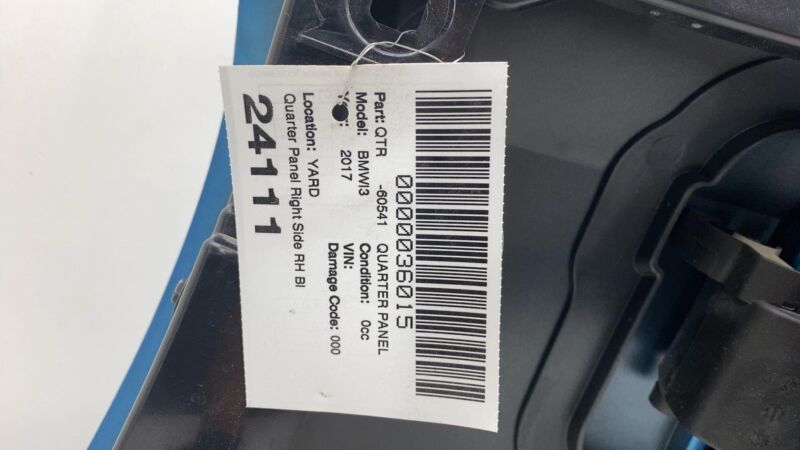 0000036015
Part: QTR -60541 QUARTER PANEL
Model: BMWI3 Condition: 0cc
2017 VIN:
Damage Code: 000
Location: YARD
Quarter Panel Right Side RH Bl
24111